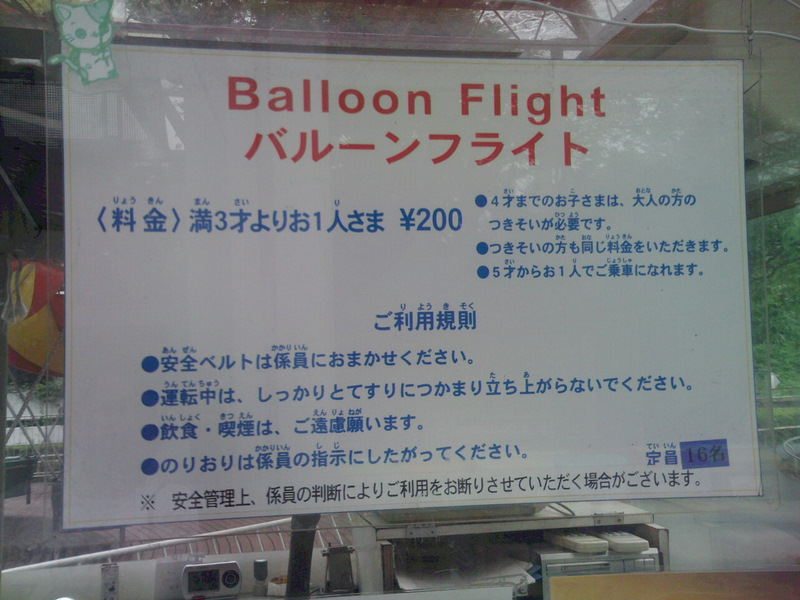 Balloon Flight
バルーンフライト
〈料金〉満3才よりお1人さま ¥200
●4才までのお子さまは、大人の方の
つきそいが必要です。
●つきそいの方も同じ料金をいただきます。
●5才からお1人でご乗車になれます。
ご利用規則
●安全ベルトは係員におまかせください。
●運転中は、しっかりとてすりにつかまり立ち上がらないでください。
●飲食・喫煙は、ご遠慮願います。
●のりおりは係員の指示にしたがってください。
定員 16名
※ 安全管理上、係員の判断によりご利用をお断りさせていただく場合がございます。